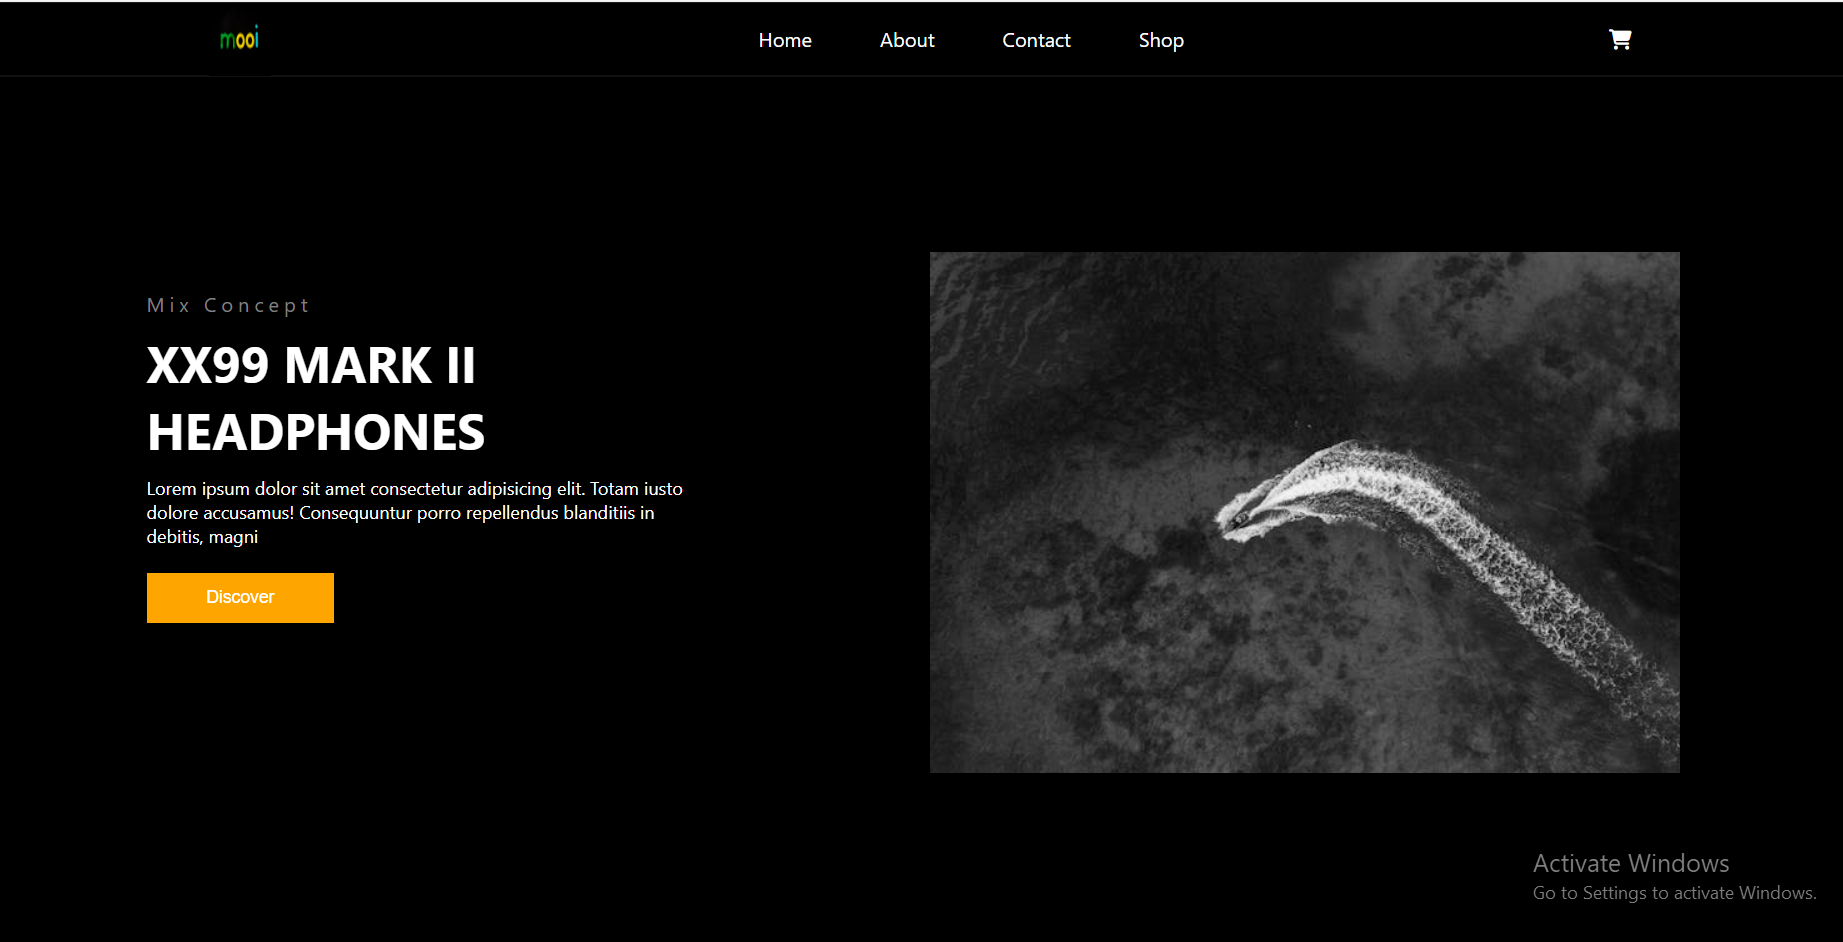 mooi
Home
About
Contact
Shop
Mix Concept
XX99 MARK II
HEADPHONES
Lorem ipsum dolor sit amet consectetur adipisicing elit. Totam iusto
dolore accusamus! Consequuntur porro repellendus blanditiis in
debitis, magni
Discover
Activate Windows
Go to Settings to activate Windows.